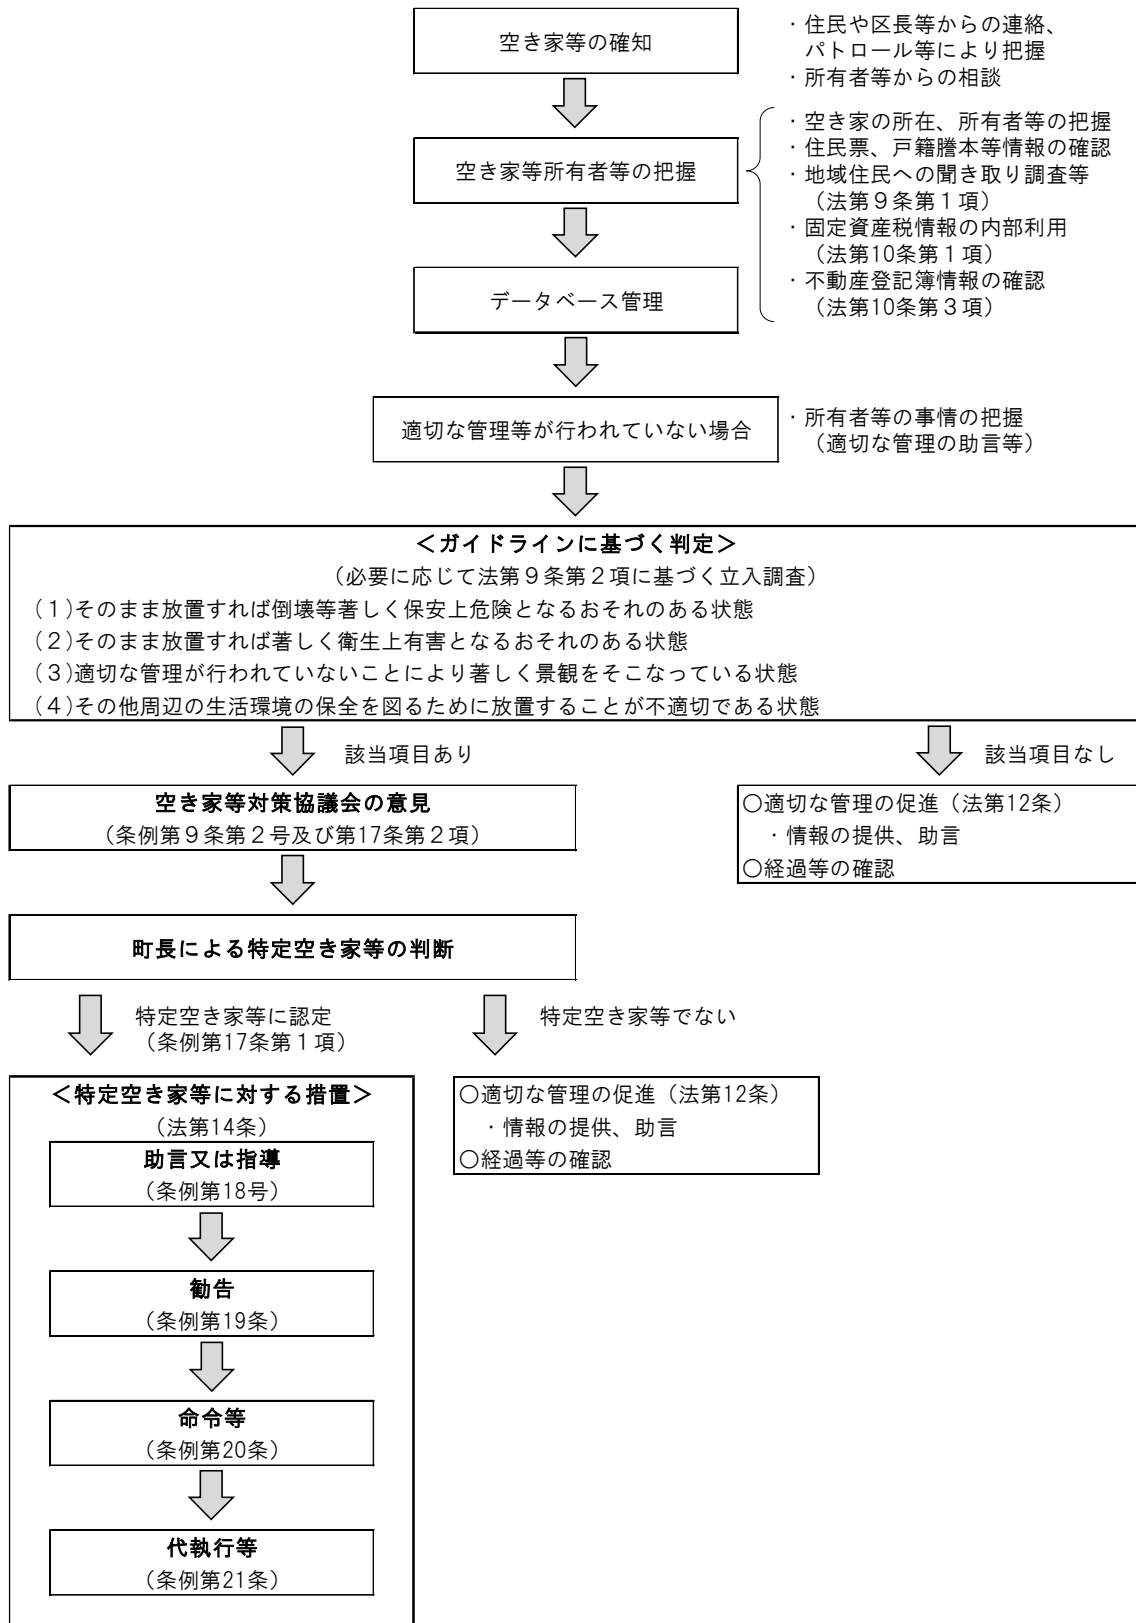 空き家等の確知
・住民や区長等からの連絡、
パトロール等により把握
・所有者等からの相談
空き家等所有者等の把握
・空き家の所在、所有者等の把握
・住民票、戸籍謄本等情報の確認
・地域住民への聞き取り調査等
（法第９条第１項）
・固定資産税情報の内部利用
（法第10条第１項）
・不動産登記簿情報の確認
（法第10条第３項）
データベース管理
適切な管理等が行われていない場合
・所有者等の事情の把握
（適切な管理の助言等）
＜ガイドラインに基づく判定＞
（必要に応じて法第９条第２項に基づく立入調査）
（１)そのまま放置すれば倒壊等著しく保安上危険となるおそれのある状態
（２)そのまま放置すれば著しく衛生上有害となるおそれのある状態
（３)適切な管理が行われていないことにより著しく景観をそこなっている状態
（４)その他周辺の生活環境の保全を図るために放置することが不適切である状態
該当項目あり
該当項目なし
空き家等対策協議会の意見
（条例第９条第２号及び第17条第２項）
〇適切な管理の促進（法第12条）
・情報の提供、助言
〇経過等の確認
町長による特定空き家等の判断
特定空き家等に認定
（条例第17条第１項）
特定空き家等でない
＜特定空き家等に対する措置＞
（法第14条）
助言又は指導
（条例第18号）
〇適切な管理の促進（法第12条）
・情報の提供、助言
〇経過等の確認
勧告
（条例第19条）
命令等
（条例第20条）
代執行等
（条例第21条）